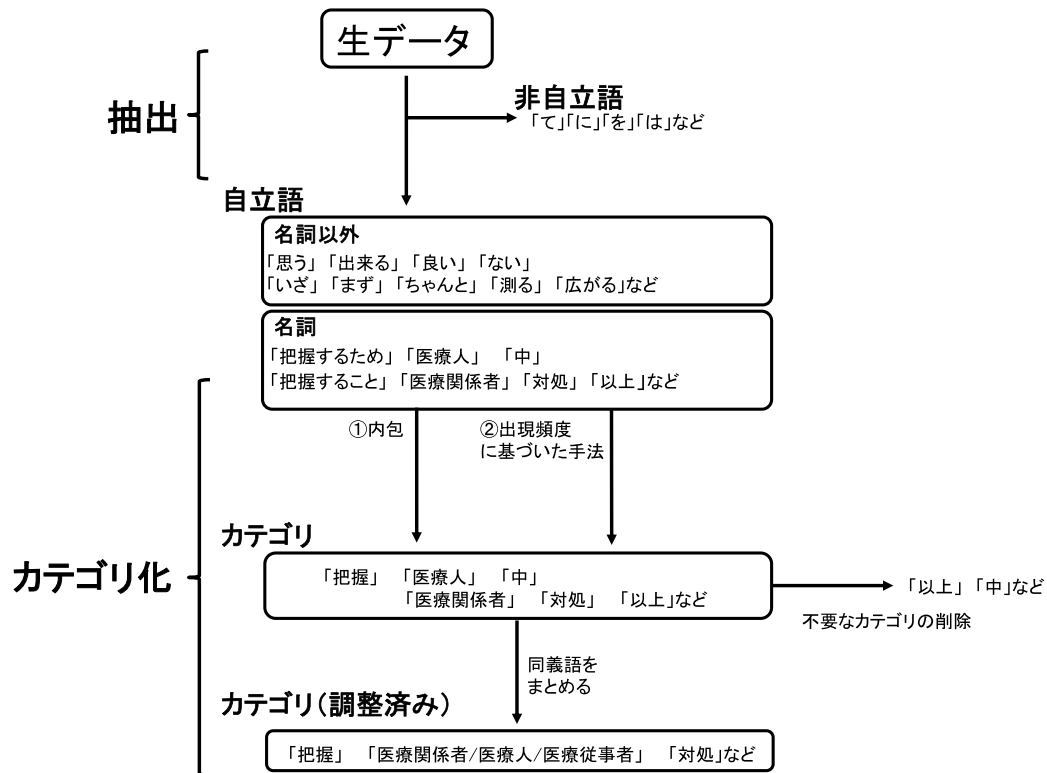 生データ
抽出
非自立語
「て」「に」「を」「は」など
自立語
名詞以外
「思う」 「出来る」 「良い」 「ない」
「いざ」 「まず」 「ちゃんと」 「測る」 「広がる」など
名詞
「把握するため」 「医療人」 「中」
「把握すること」 「医療関係者」 「対処」 「以上」など
①内包
②出現頻度
に基づいた手法
カテゴリ化
カテゴリ
「把握」 「医療人」 「中」
「医療関係者」 「対処」 「以上」など
「以上」 「中」など
不要なカテゴリの削除
同義語を
まとめる
カテゴリ(調整済み)
「把握」 「医療関係者/医療人/医療従事者」 「対処」など